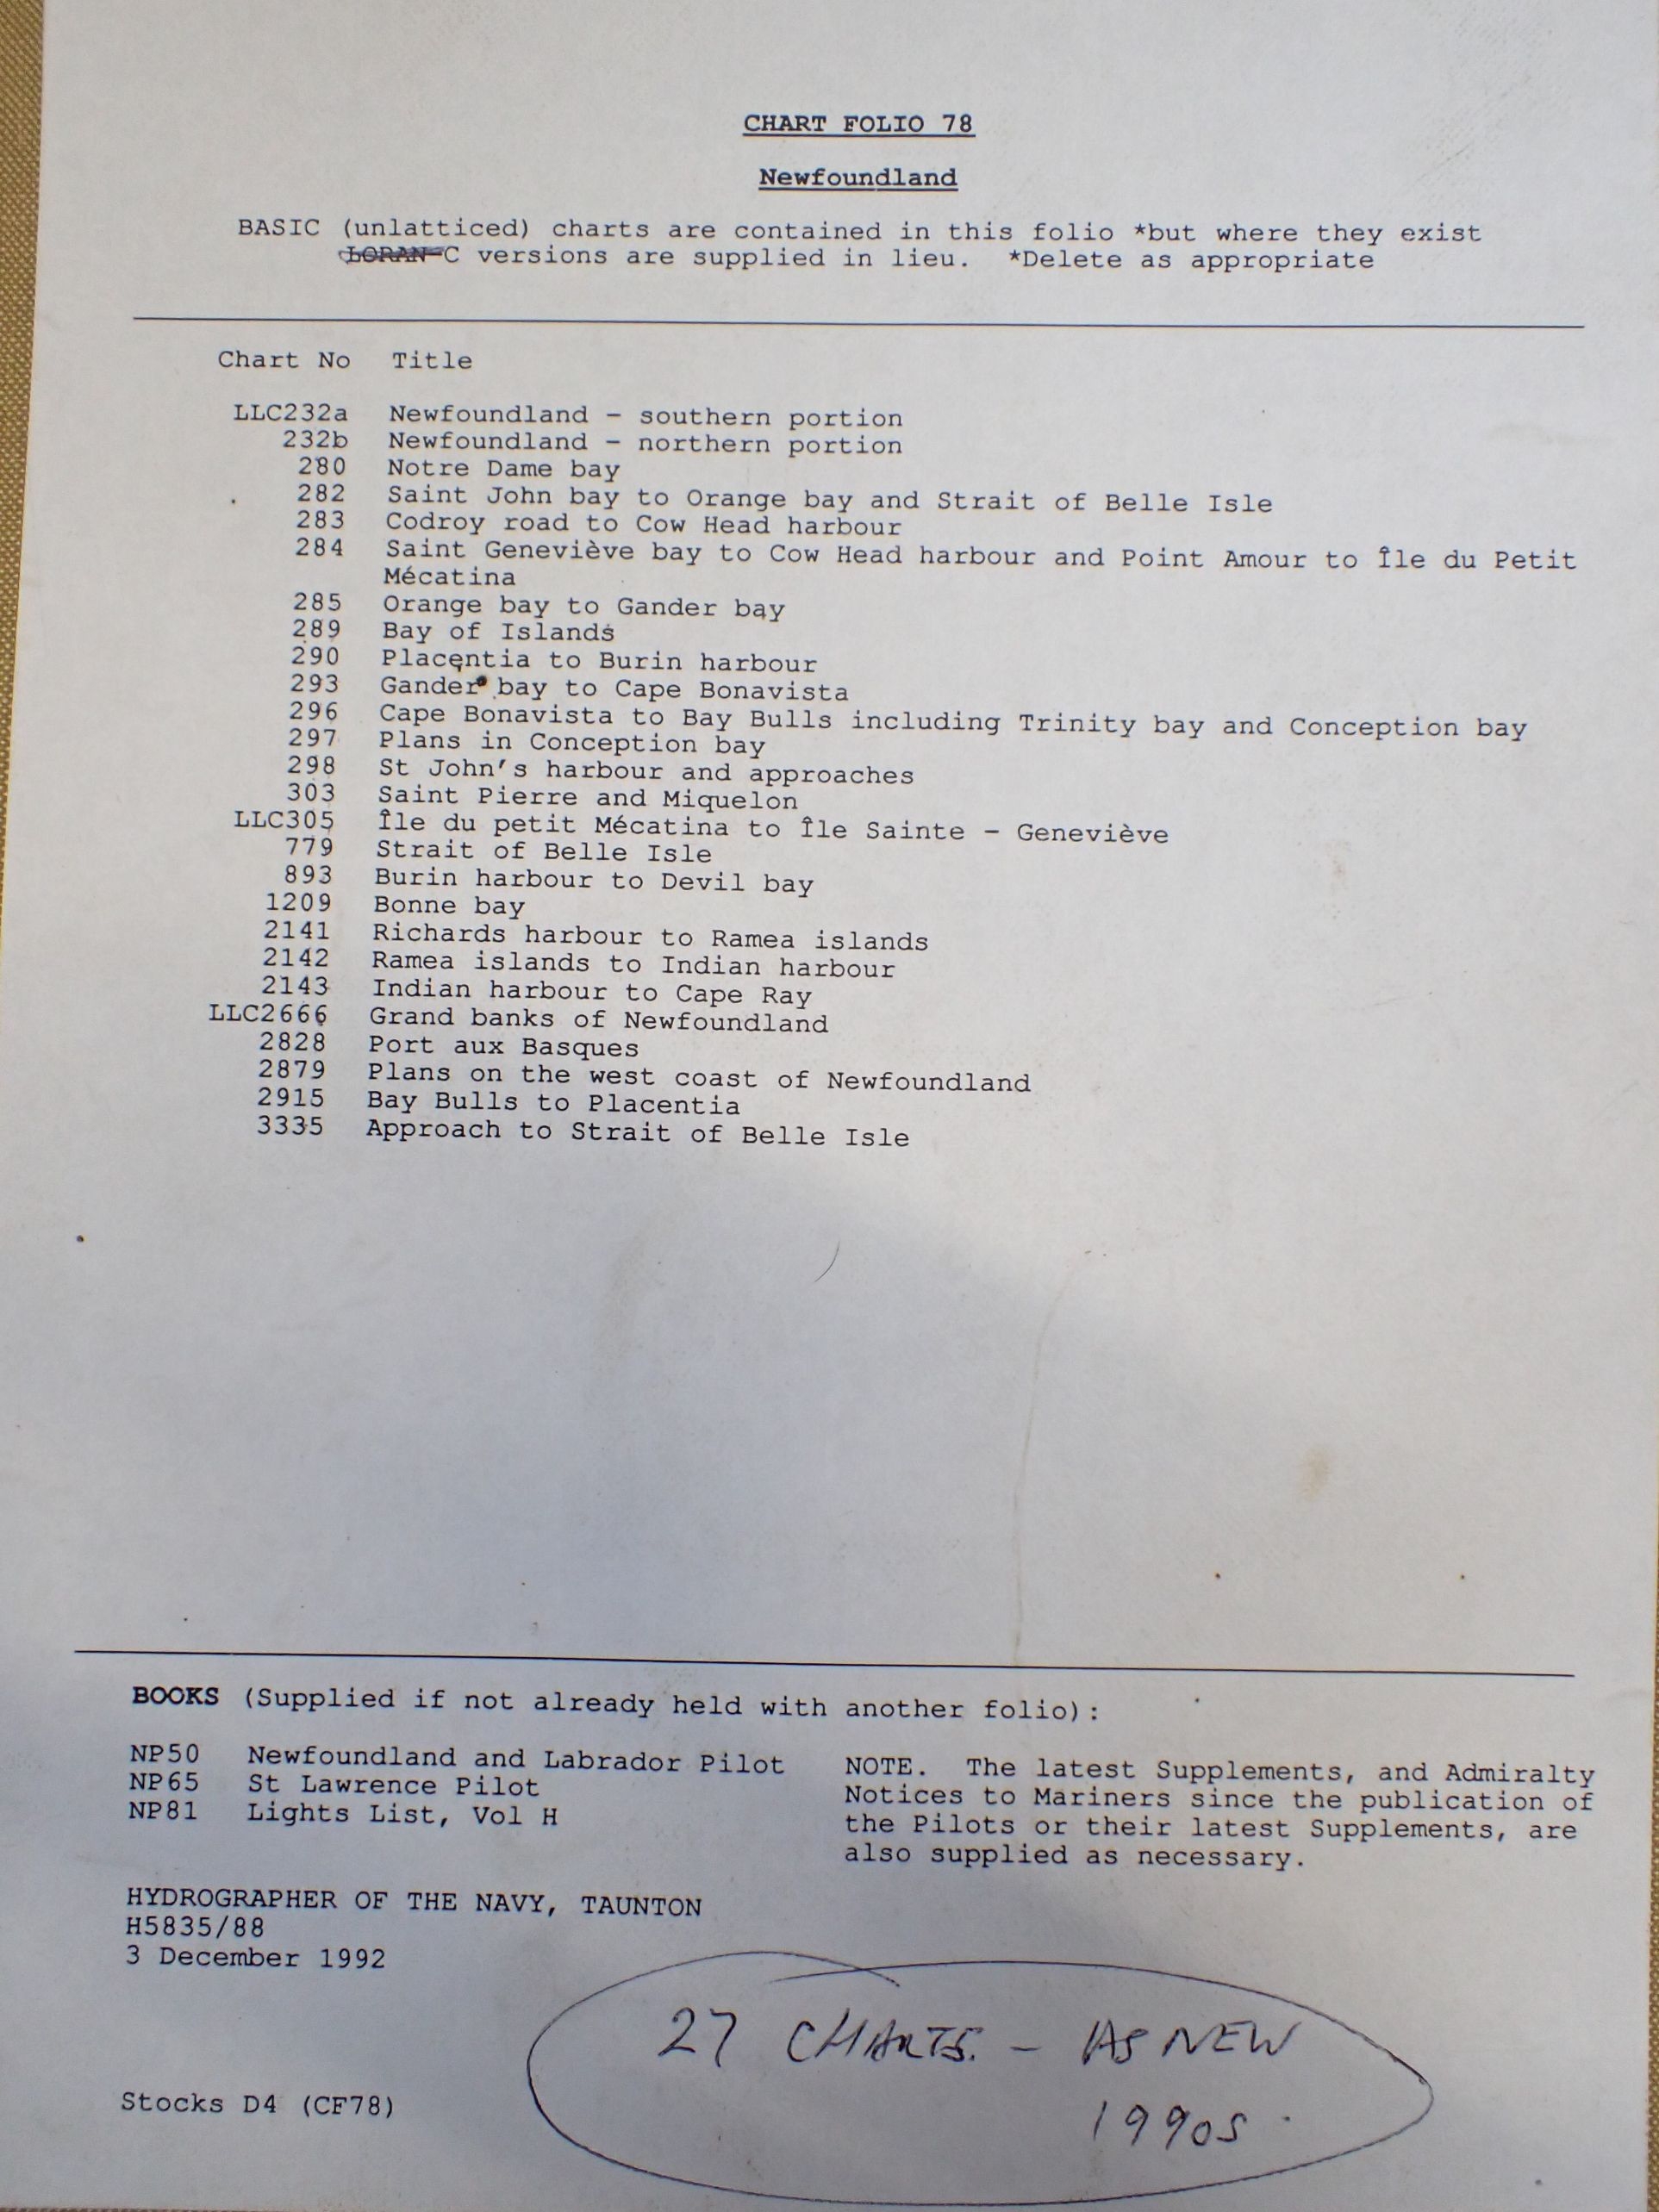 CHART FOLIO 78
Newfoundland
BASIC (unlatticed) charts are contained in this folio *but where they exist
LORAN-C versions are supplied in lieu. *Delete as appropriate
Chart No Title
LLC232a Newfoundland - southern portion
232b Newfoundland - northern portion
280 Notre Dame bay
282 Saint John bay to Orange bay and Strait of Belle Isle
283 Codroy road to Cow Head harbour
284 Saint Geneviève bay to Cow Head harbour and Point Amour to Île du Petit
Mécatina
285 Orange bay to Gander bay
289 Bay of Islands
290 Placentia to Burin harbour
293 Gander bay to Cape Bonavista
296 Cape Bonavista to Bay Bulls including Trinity bay and Conception bay
297 Plans in Conception bay
298 St John's harbour and approaches
303 Saint Pierre and Miquelon
LLC305 Île du petit Mécatina to Île Sainte - Geneviève
779 Strait of Belle Isle
893 Burin harbour to Devil bay
1209 Bonne bay
2141 Richards harbour to Ramea islands
2142 Ramea islands to Indian harbour
2143 Indian harbour to Cape Ray
LLC2666 Grand banks of Newfoundland
2828 Port aux Basques
2879 Plans on the west coast of Newfoundland
2915 Bay Bulls to Placentia
3335 Approach to Strait of Belle Isle
BOOKS (Supplied if not already held with another folio):
NP50 Newfoundland and Labrador Pilot
NP65 St Lawrence Pilot
NP81 Lights List, Vol H
NOTE. The latest Supplements, and Admiralty
Notices to Mariners since the publication of
the Pilots or their latest Supplements, are
also supplied as necessary.
HYDROGRAPHER OF THE NAVY, TAUNTON
H5835/88
3 December 1992
27 CHARTS. - AS NEW
1990S.
Stocks D4 (CF78)